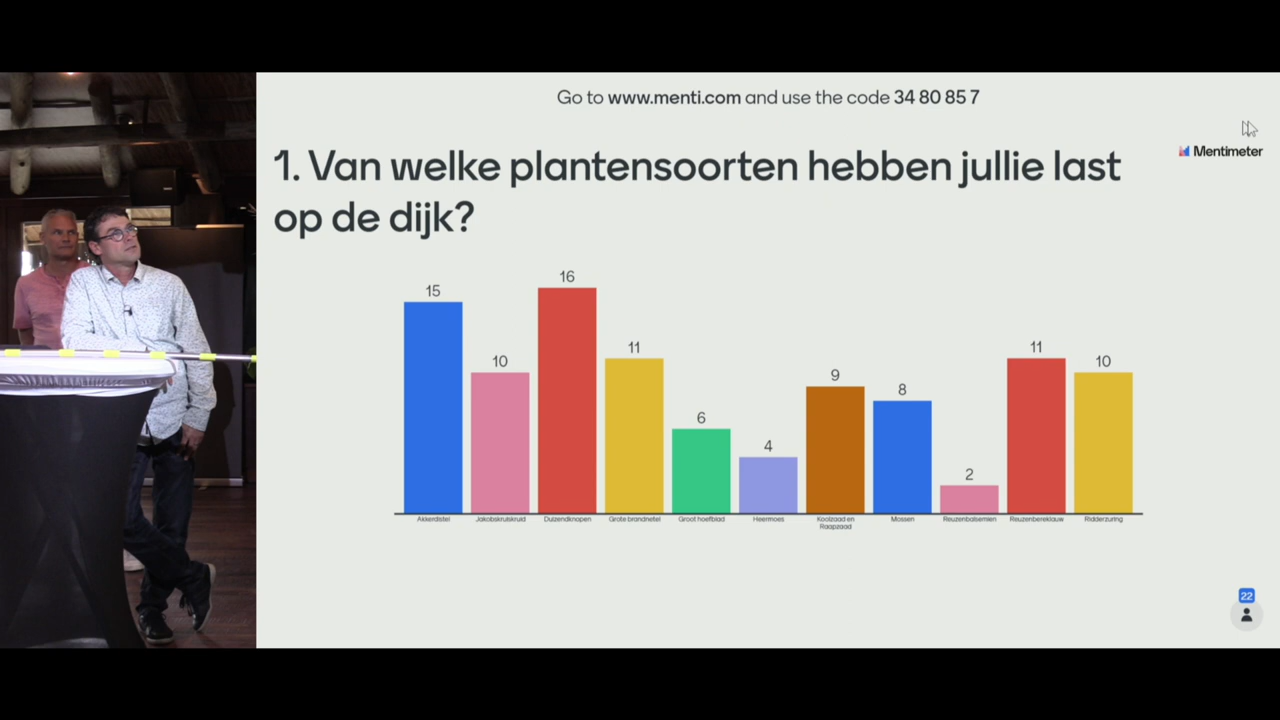 Go to www.menti.com and use the code 34 80 85 7
Mentimeter
1. Van welke plantensoorten hebben jullie last
op de dijk?
15
10
16
11
6
4
9
8
2
11
10
Akkerdistel
Jakobskruiskruid
Duizendknopen
Grote brandnetel
Groot hoefblad
Heermoes
Koolzaad en
Raapzaad
Mossen
Reuzenbalsemien
Reuzenbereklauw
Ridderzuring
22